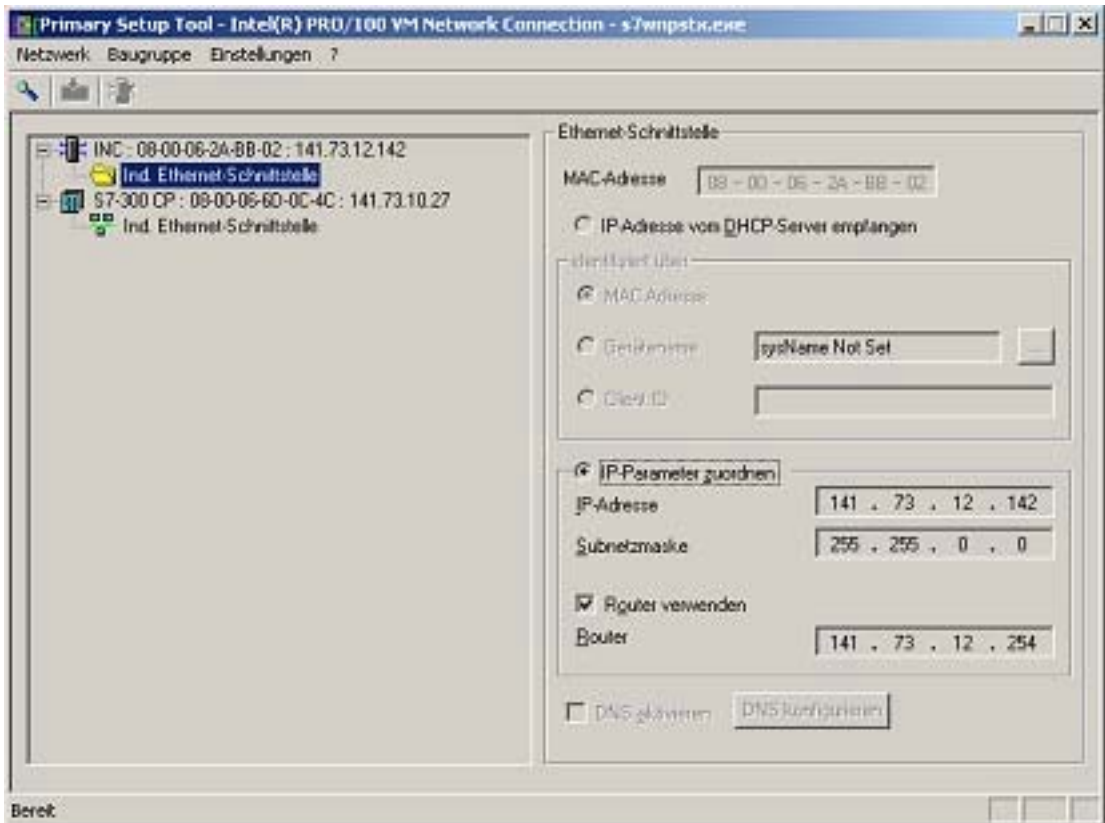 Primary Setup Tool - Intel(R) PRO/100 VM Network Connection - s7wnpstx.exe
Netzwerk Baugruppe Einstellungen ?
INC : 08-00-06-2A-BB-02 : 141.73.12.142
Ind. Ethernet-Schnittstelle
S7-300 CP : 08-00-06-6D-0C-4C : 141.73.10.27
Ind. Ethernet-Schnittstelle
Ethernet-Schnittstelle
MAC-Adresse 08 - 00 - 06 - 2A - BB - 02
IP-Adresse vom DHCP-Server empfangen
identifiziert über
MAC Adresse
Gerätename sysName Not Set ...
Client ID
IP-Parameter zuordnen
IP-Adresse 141 . 73 . 12 . 142
Subnetzmaske 255 . 255 . 0 . 0
Router verwenden
Router 141 . 73 . 12 . 254
DNS aktivieren DNS konfigurieren
Bereit